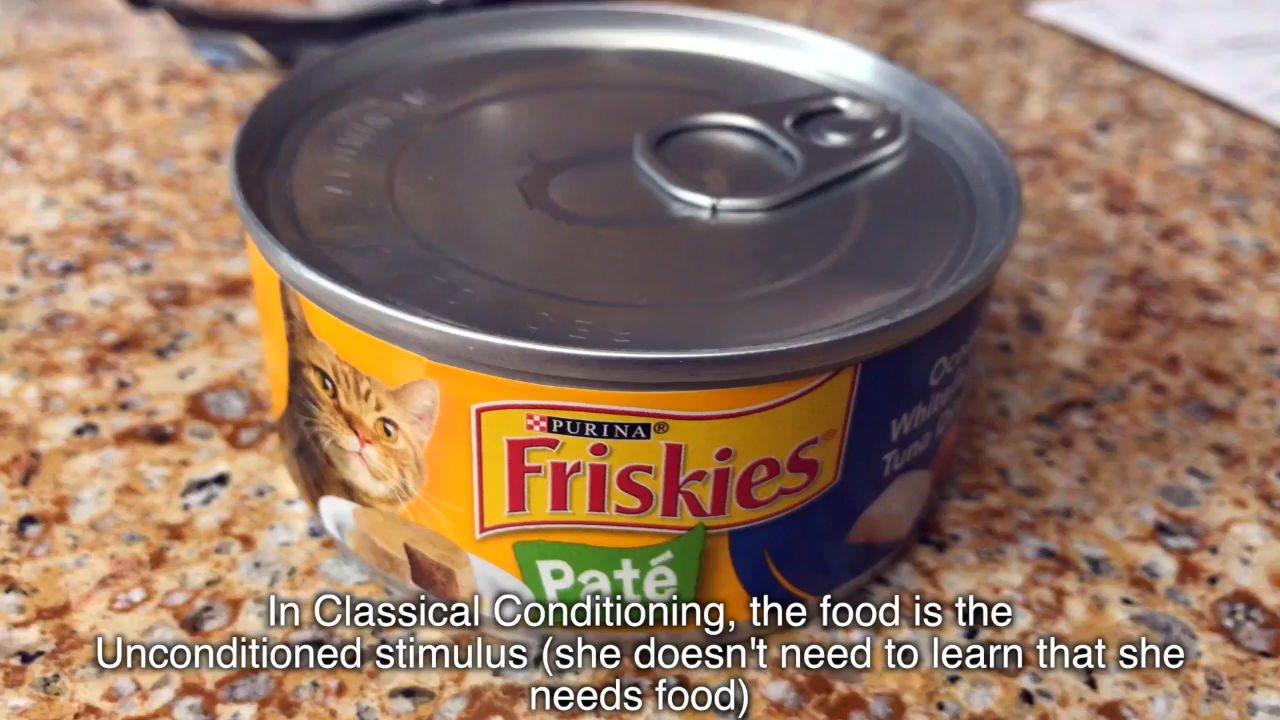 PURINA®
Friskies
Paté
Tuna
In Classical Conditioning, the food is the
Unconditioned stimulus (she doesn't need to learn that she
needs food)